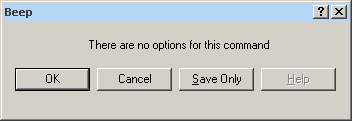 Beep
There are no options for this command
OK Cancel Save Only Help